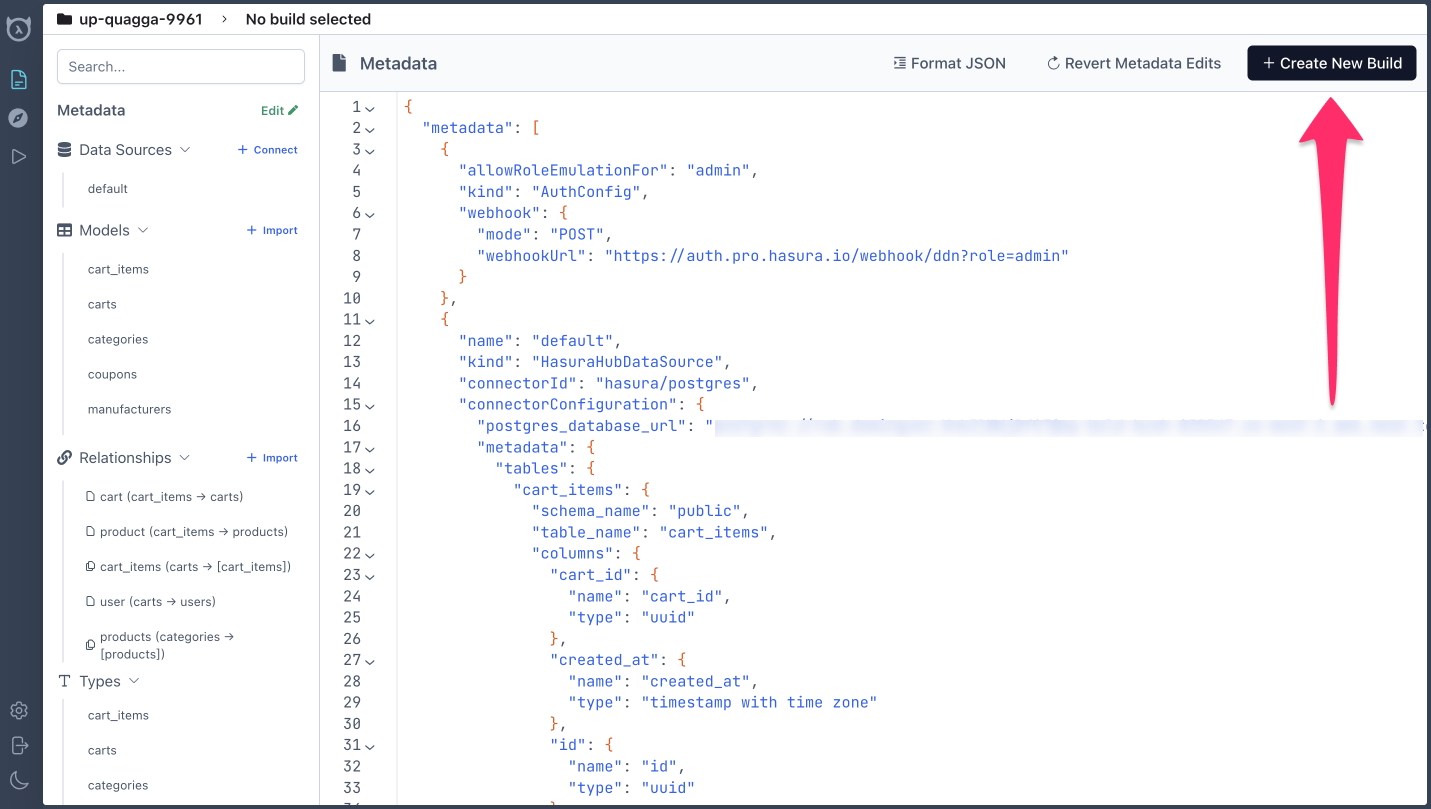 up-quagga-9961 › No build selected
Search...
Metadata
Edit
Data Sources
+ Connect
default
Models
+ Import
cart_items
carts
categories
coupons
manufacturers
Relationships
+ Import
cart (cart_items → carts)
product (cart_items → products)
cart_items (carts → [cart_items])
user (carts → users)
products (categories →
[products])
Types
cart_items
carts
categories
Metadata
Format JSON
Revert Metadata Edits
+ Create New Build
1 {
2 "metadata": [
3 {
4 "allowRoleEmulationFor": "admin",
5 "kind": "AuthConfig",
6 "webhook": {
7 "mode": "POST",
8 "webhookUrl": "https://auth.pro.hasura.io/webhook/ddn?role=admin"
9 }
10 },
11 {
12 "name": "default",
13 "kind": "HasuraHubDataSource",
14 "connectorId": "hasura/postgres",
15 "connectorConfiguration": {
16 "postgres_database_url": "
17 "metadata": {
18 "tables": {
19 "cart_items": {
20 "schema_name": "public",
21 "table_name": "cart_items",
22 "columns": {
23 "cart_id": {
24 "name": "cart_id",
25 "type": "uuid"
26 },
27 "created_at": {
28 "name": "created_at",
29 "type": "timestamp with time zone"
30 },
31 "id": {
32 "name": "id",
33 "type": "uuid"